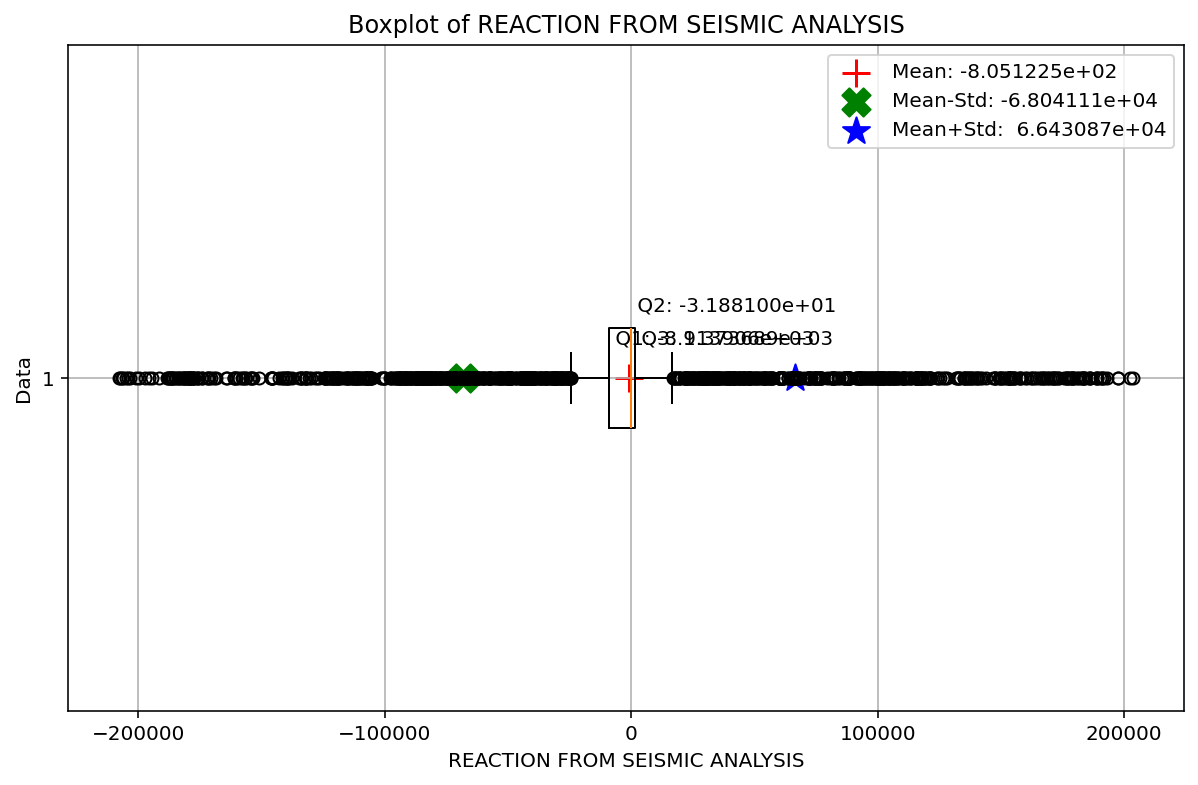 Boxplot of REACTION FROM SEISMIC ANALYSIS
Mean: -8.051225e+02
Mean-Std: -6.804111e+04
Mean+Std:  6.643087e+04
Q2: -3.188100e+01
Data
1
−200000
−100000
0
100000
200000
REACTION FROM SEISMIC ANALYSIS